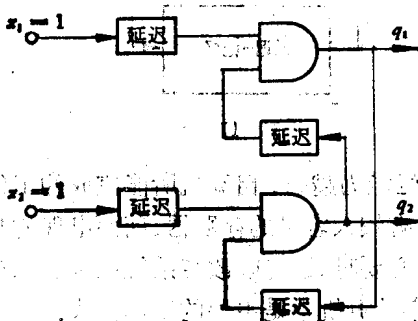 x₁ = 1
延迟
q₁
延迟
x₂ = 1
延迟
q₂
延迟